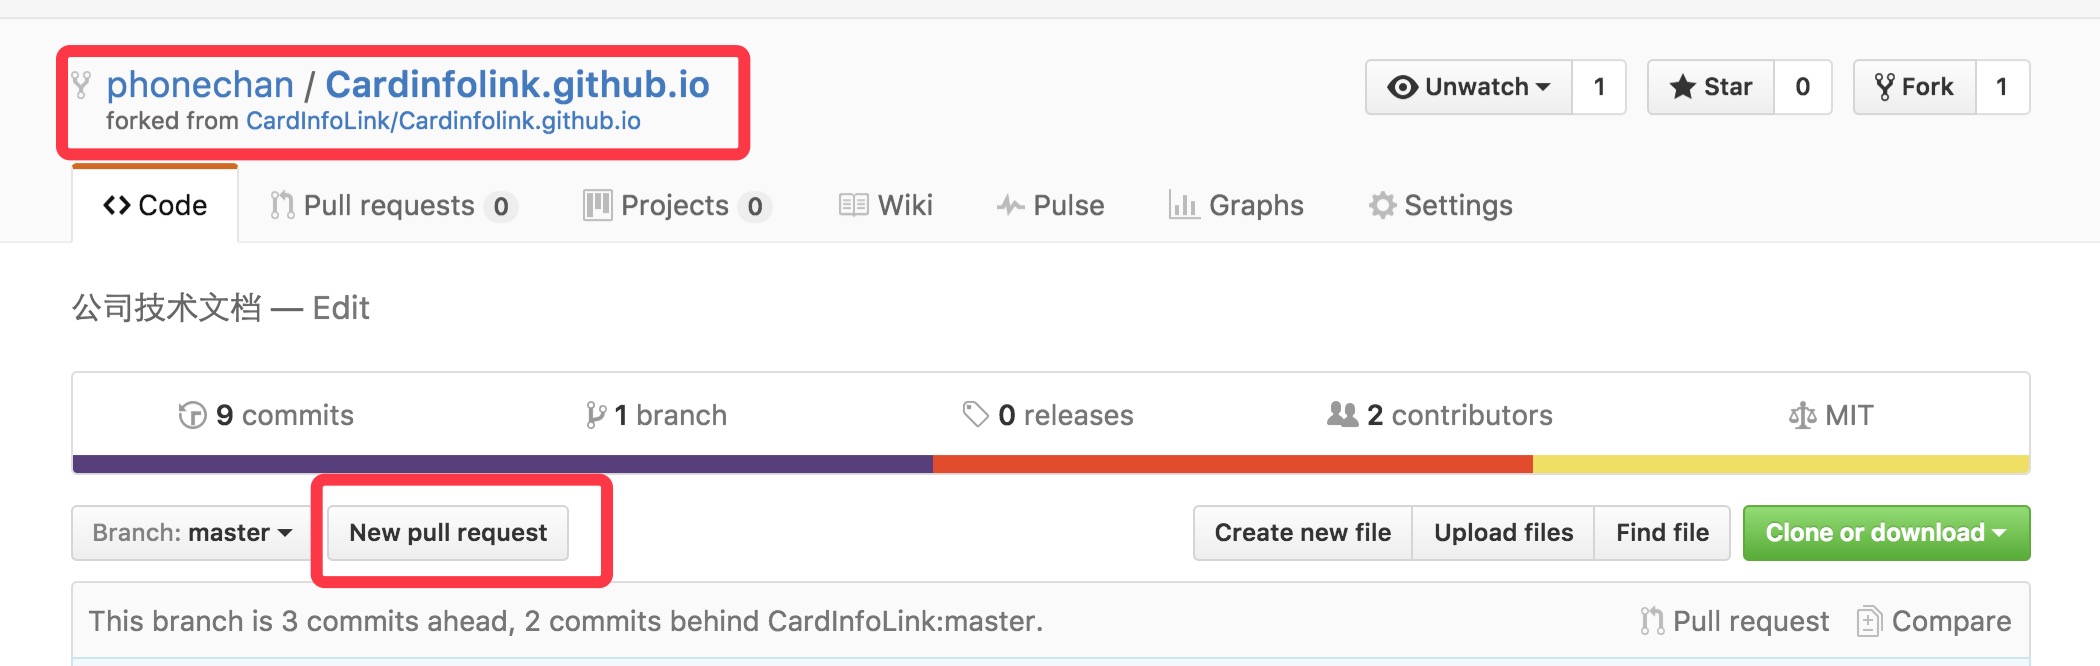 phonechan / Cardinfolink.github.io
Unwatch 1 Star 0 Fork 1
forked from CardInfoLink/Cardinfolink.github.io
Code Pull requests 0 Projects 0 Wiki Pulse Graphs Settings
公司技术文档 — Edit
9 commits 1 branch 0 releases 2 contributors MIT
Branch: master New pull request Create new file Upload files Find file Clone or download
This branch is 3 commits ahead, 2 commits behind CardInfoLink:master. Pull request Compare